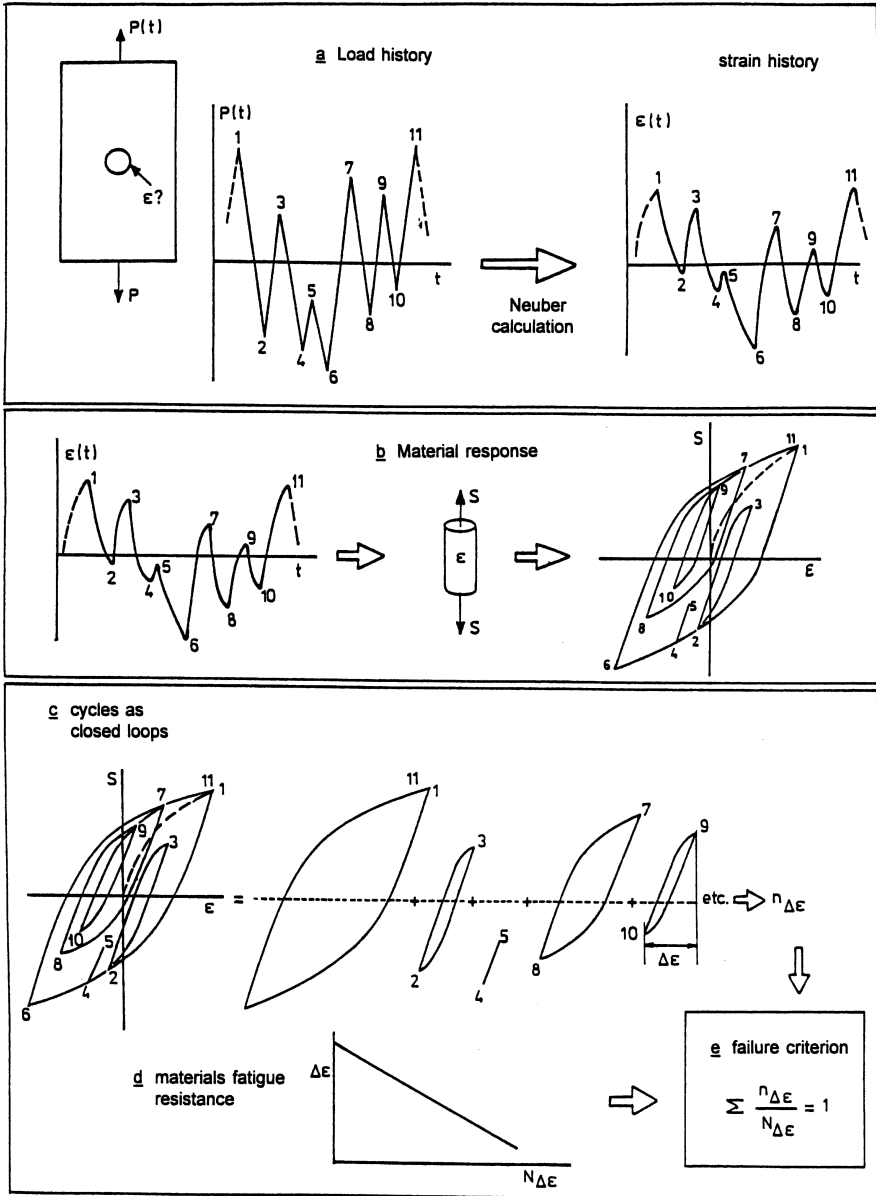 P(t)
ε?
P
a Load history
P(t)
1
2
3
4
5
6
7
8
9
10
11
t
Neuber
calculation
strain history
ε(t)
1
2
3
4
5
6
7
8
9
10
11
t
ε(t)
1
2
3
4
5
6
7
8
9
10
11
t
b Material response
S
ε
S
S
11
1
7
9
3
ε
10
5
8
4
2
6
c cycles as
closed loops
S
11
1
7
9
3
ε
10
5
8
4
2
6
=
11
1
+
3
2
+
5
4
+
7
8
+
9
10
Δε
etc.
n Δε
d materials fatigue
resistance
Δε
N Δε
e failure criterion
Σ n Δε / N Δε = 1